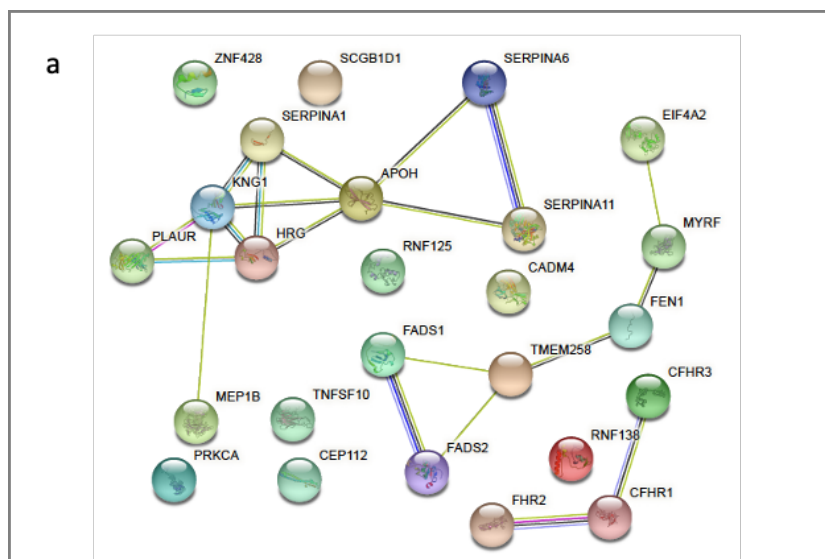 a
ZNF428
SCGB1D1
SERPINA6
SERPINA1
EIF4A2
KNG1
APOH
PLAUR
HRG
SERPINA11
MYRF
RNF125
CADM4
FEN1
FADS1
TMEM258
CFHR3
MEP1B
TNFSF10
PRKCA
CEP112
FADS2
RNF138
FHR2
CFHR1